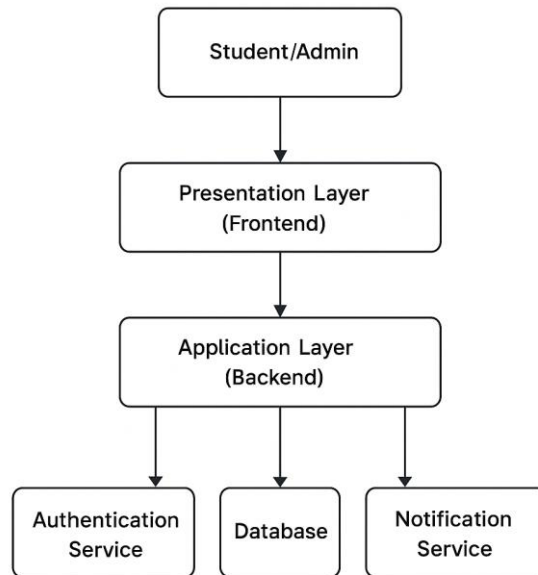 Student/Admin
Presentation Layer
(Frontend)
Application Layer
(Backend)
Authentication
Service
Database
Notification
Service